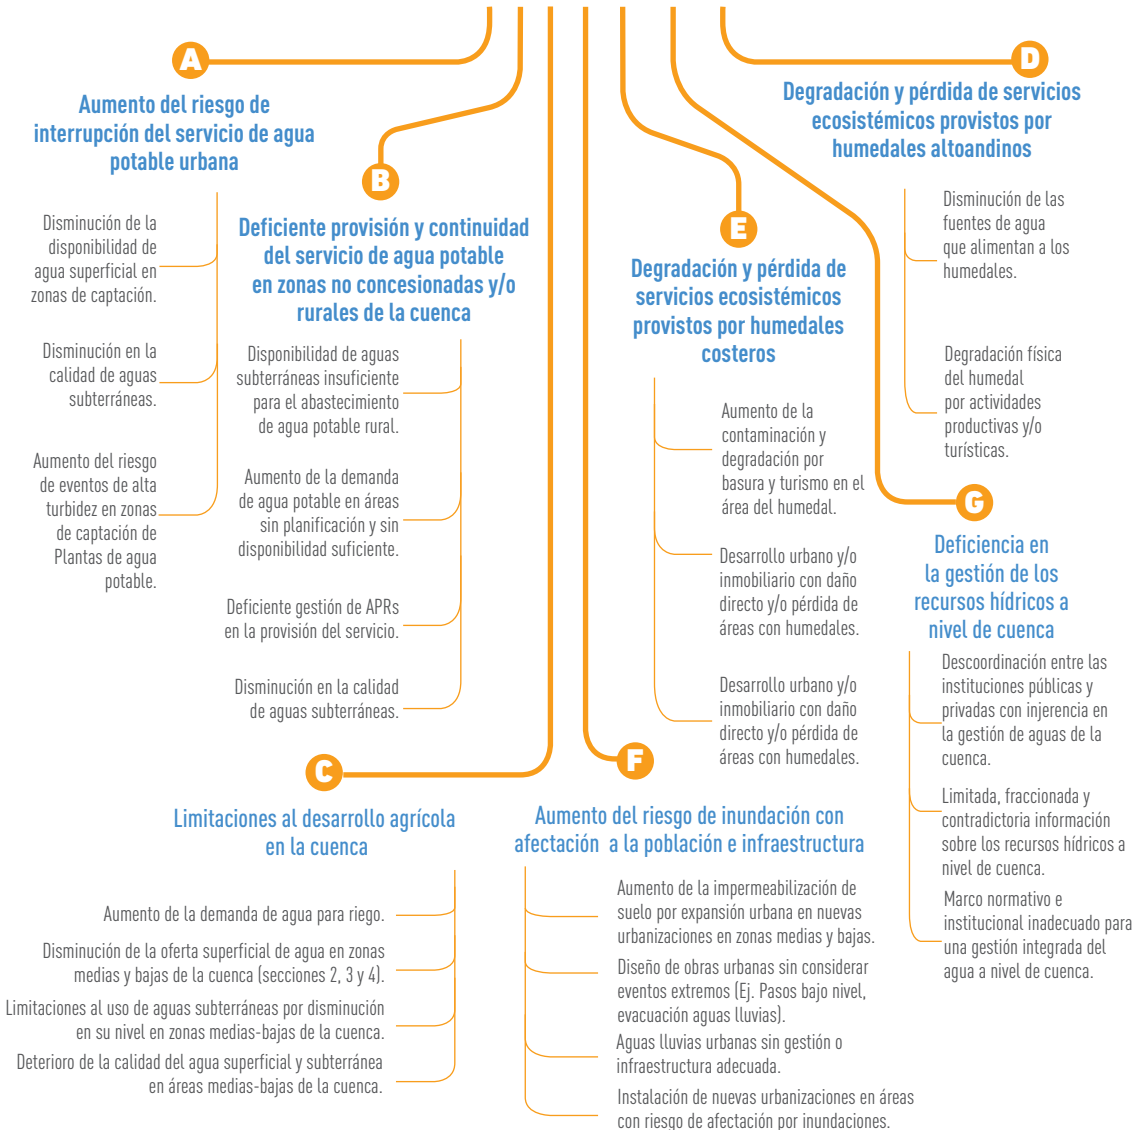 A
Aumento del riesgo de
interrupción del servicio de agua
potable urbana
Disminución de la
disponibilidad de
agua superficial en
zonas de captación.
Disminución en la
calidad de aguas
subterráneas.
Aumento del riesgo
de eventos de alta
turbidez en zonas
de captación de
Plantas de agua
potable.
B
Deficiente provisión y continuidad
del servicio de agua potable
en zonas no concesionadas y/o
rurales de la cuenca
Disponibilidad de aguas
subterráneas insuficiente
para el abastecimiento
de agua potable rural.
Aumento de la demanda
de agua potable en áreas
sin planificación y sin
disponibilidad suficiente.
Deficiente gestión de APRs
en la provisión del servicio.
Disminución en la calidad
de aguas subterráneas.
C
Limitaciones al desarrollo agrícola
en la cuenca
Aumento de la demanda de agua para riego.
Disminución de la oferta superficial de agua en zonas
medias y bajas de la cuenca (secciones 2, 3 y 4).
Limitaciones al uso de aguas subterráneas por disminución
en su nivel en zonas medias-bajas de la cuenca.
Deterioro de la calidad del agua superficial y subterránea
en áreas medias-bajas de la cuenca.
D
Degradación y pérdida de servicios
ecosistémicos provistos por
humedales altoandinos
Disminución de las
fuentes de agua
que alimentan a los
humedales.
Degradación física
del humedal
por actividades
productivas y/o
turísticas.
E
Degradación y pérdida de
servicios ecosistémicos
provistos por humedales
costeros
Aumento de la
contaminación y
degradación por
basura y turismo en el
área del humedal.
Desarrollo urbano y/o
inmobiliario con daño
directo y/o pérdida de
áreas con humedales.
Desarrollo urbano y/o
inmobiliario con daño
directo y/o pérdida de
áreas con humedales.
F
Aumento del riesgo de inundación con
afectación a la población e infraestructura
Aumento de la impermeabilización de
suelo por expansión urbana en nuevas
urbanizaciones en zonas medias y bajas.
Diseño de obras urbanas sin considerar
eventos extremos (Ej. Pasos bajo nivel,
evacuación aguas lluvias).
Aguas lluvias urbanas sin gestión o
infraestructura adecuada.
Instalación de nuevas urbanizaciones en áreas
con riesgo de afectación por inundaciones.
G
Deficiencia en
la gestión de los
recursos hídricos a
nivel de cuenca
Descoordinación entre las
instituciones públicas y
privadas con injerencia en
la gestión de aguas de la
cuenca.
Limitada, fraccionada y
contradictoria información
sobre los recursos hídricos a
nivel de cuenca.
Marco normativo e
institucional inadecuado para
una gestión integrada del
agua a nivel de cuenca.